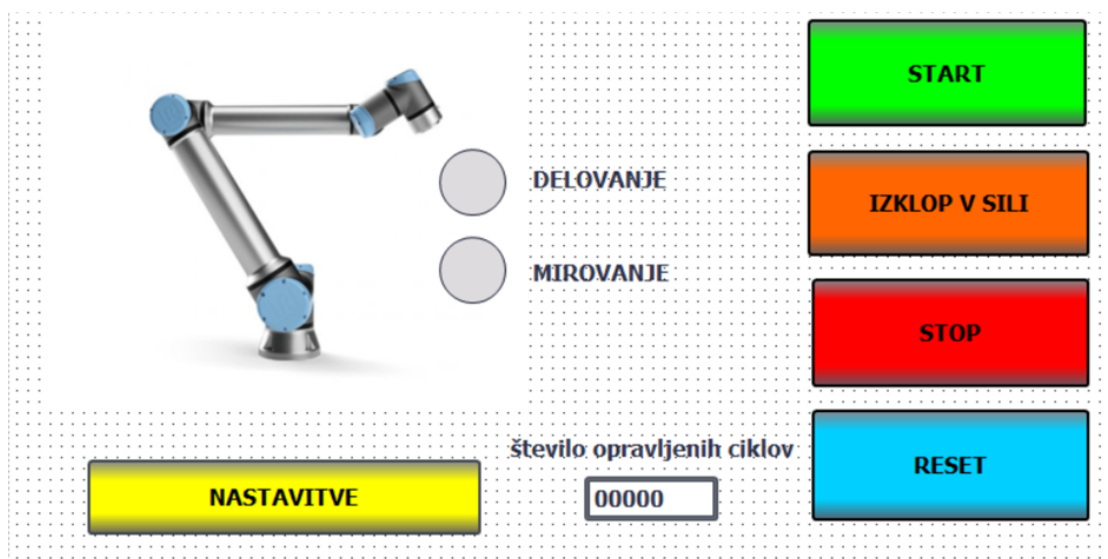 START
DELOVANJE
IZKLOP V SILI
MIROVANJE
STOP
število opravljenih ciklov
RESET
NASTAVITVE
00000